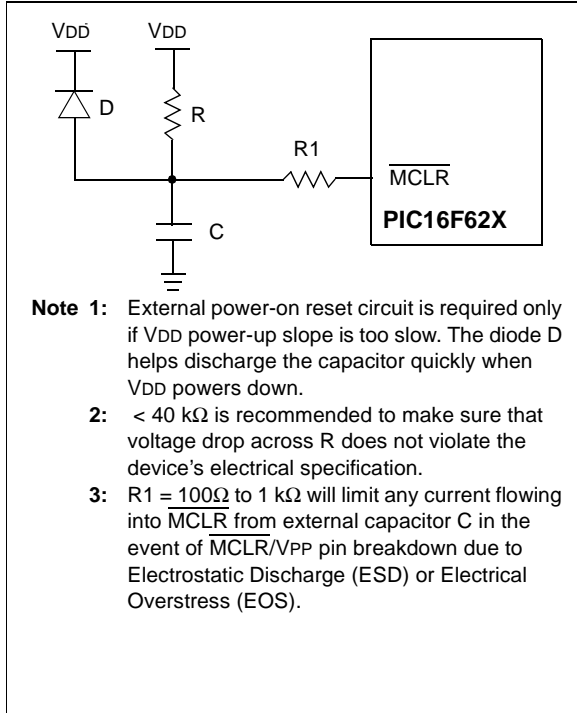 VDD VDD
D
R
R1
MCLR
PIC16F62X
C
Note 1: External power-on reset circuit is required only
if VDD power-up slope is too slow. The diode D
helps discharge the capacitor quickly when
VDD powers down.
2: < 40 kΩ is recommended to make sure that
voltage drop across R does not violate the
device's electrical specification.
3: R1 = 100Ω to 1 kΩ will limit any current flowing
into MCLR from external capacitor C in the
event of MCLR/VPP pin breakdown due to
Electrostatic Discharge (ESD) or Electrical
Overstress (EOS).